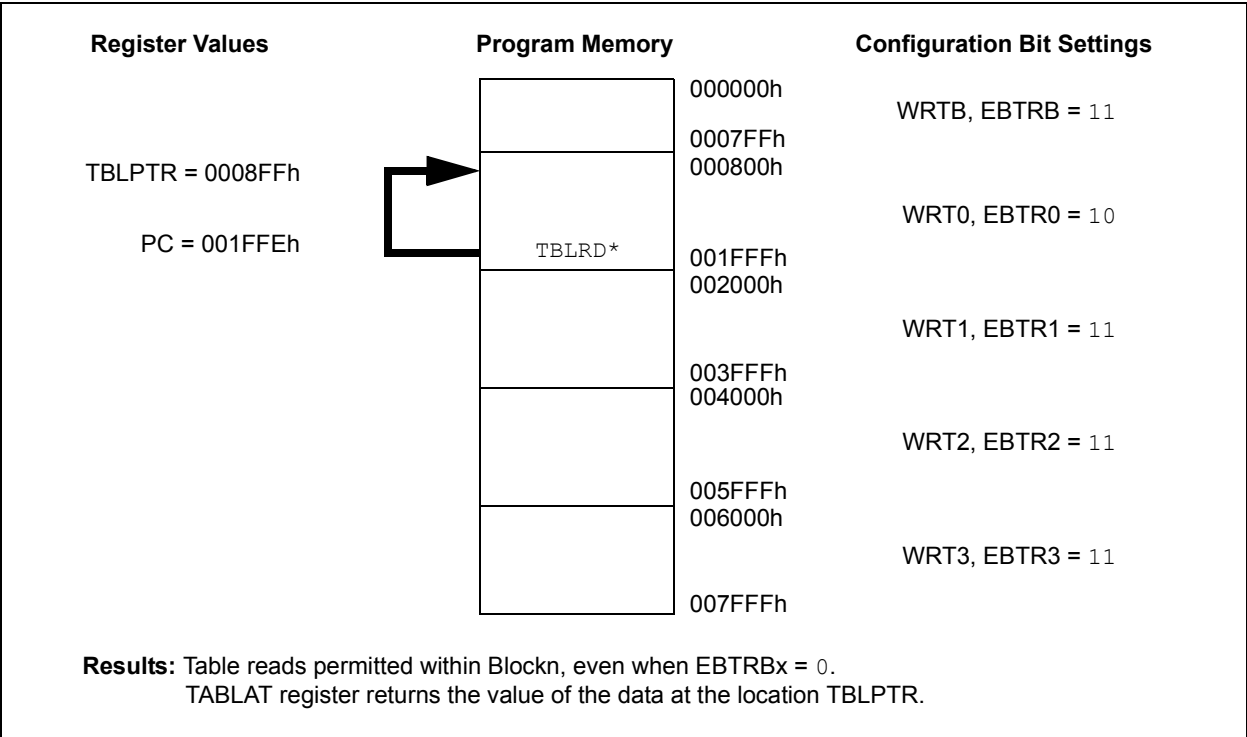 Register Values Program Memory Configuration Bit Settings
000000h
WRTB, EBTRB = 11
0007FFh
TBLPTR = 0008FFh 000800h
WRT0, EBTR0 = 10
PC = 001FFEh TBLRD* 001FFFh
002000h
WRT1, EBTR1 = 11
003FFFh
004000h
WRT2, EBTR2 = 11
005FFFh
006000h
WRT3, EBTR3 = 11
007FFFh
Results: Table reads permitted within Blockn, even when EBTRBx = 0.
TABLAT register returns the value of the data at the location TBLPTR.